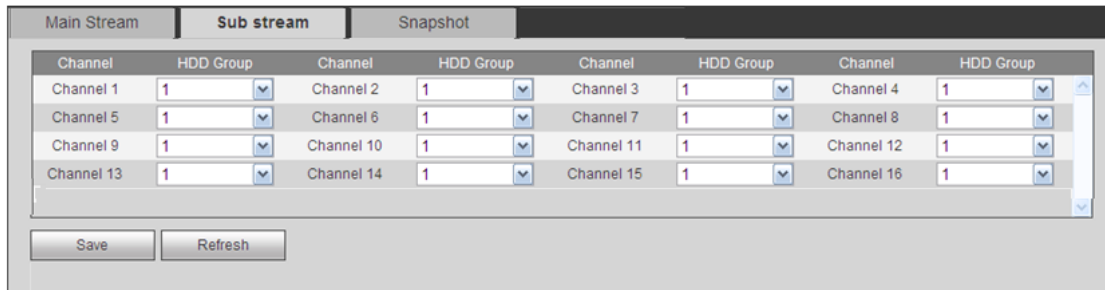 Main Stream Sub stream Snapshot
Channel HDD Group Channel HDD Group Channel HDD Group Channel HDD Group
Channel 1 1 Channel 2 1 Channel 3 1 Channel 4 1
Channel 5 1 Channel 6 1 Channel 7 1 Channel 8 1
Channel 9 1 Channel 10 1 Channel 11 1 Channel 12 1
Channel 13 1 Channel 14 1 Channel 15 1 Channel 16 1
Save Refresh